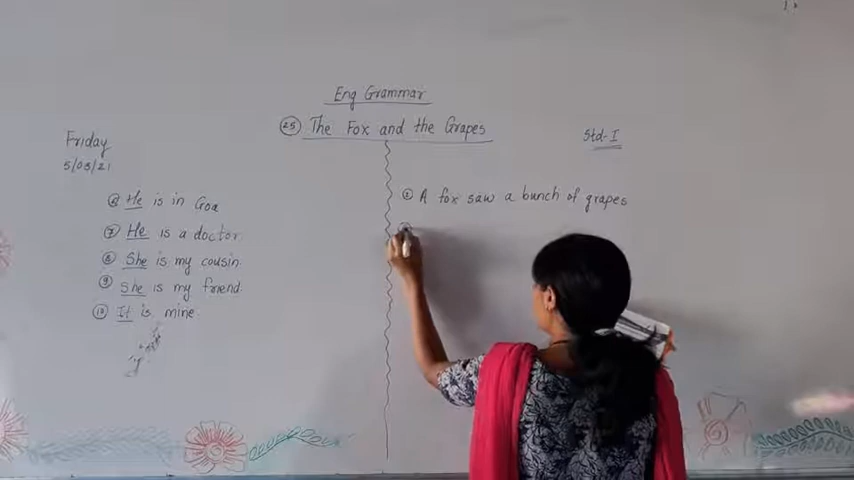 Eng Grammar
25 The Fox and the Grapes
Std-I
Friday
5/03/21
6 He is in Goa
7 He is a doctor.
8 She is my cousin.
9 She is my friend.
10 It is mine.
A fox saw a bunch of grapes